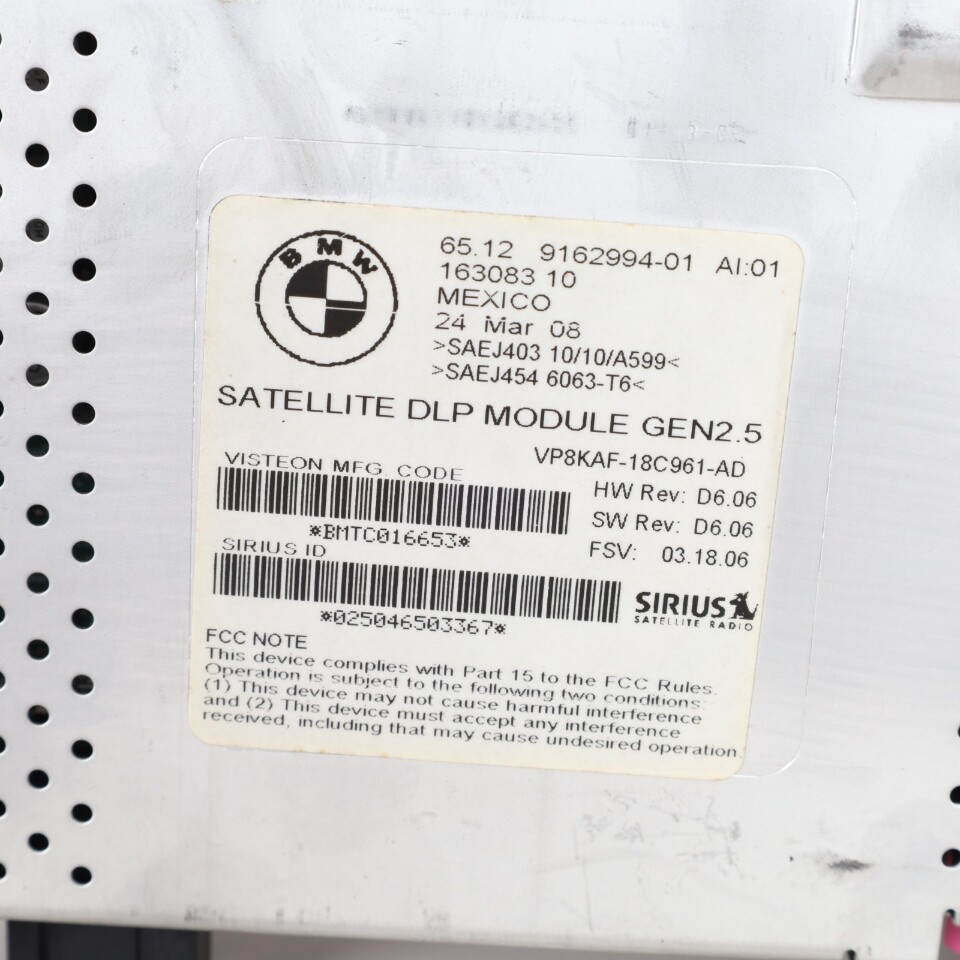 BMW
65.12 9162994-01 AI:01
163083 10
MEXICO
24 Mar 08
>SAEJ403 10/10/A599<
>SAEJ454 6063-T6<
SATELLITE DLP MODULE GEN2.5
VP8KAF-18C961-AD
VISTEON MFG. CODE
HW Rev: D6.06
*BMTC016653*
SW Rev: D6.06
SIRIUS ID
FSV: 03.18.06
*025046503367*
SIRIUS
SATELLITE RADIO
FCC NOTE
This device complies with Part 15 to the FCC Rules.
Operation is subject to the following two conditions:
(1) This device may not cause harmful interference
and (2) This device must accept any interference
received, including that may cause undesired operation.